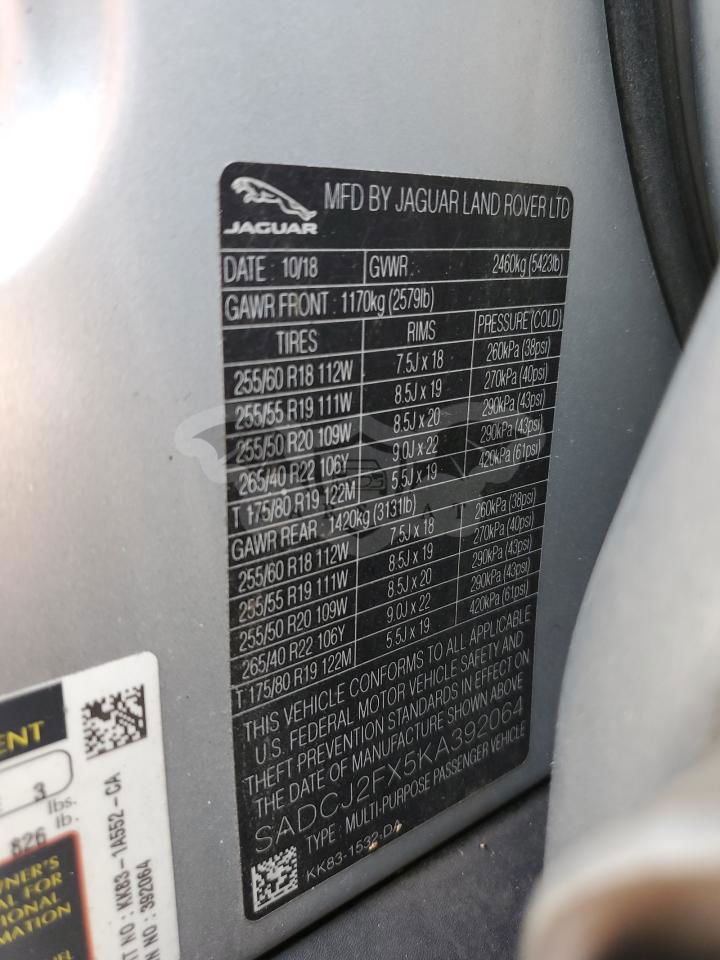 JAGUAR
MFD BY JAGUAR LAND ROVER LTD
DATE : 10/18 GVWR : 2460kg (5423lb)
GAWR FRONT : 1170kg (2579lb)
TIRES RIMS PRESSURE (COLD)
255/60 R18 112W 7.5J x 18 260kPa (38psi)
255/55 R19 111W 8.5J x 19 270kPa (40psi)
255/50 R20 109W 8.5J x 20 290kPa (43psi)
265/40 R22 106Y 9.0J x 22 290kPa (43psi)
T 175/80 R19 122M 5.5J x 19 420kPa (61psi)
GAWR REAR : 1420kg (3131lb)
255/60 R18 112W 7.5J x 18 260kPa (38psi)
255/55 R19 111W 8.5J x 19 270kPa (40psi)
255/50 R20 109W 8.5J x 20 290kPa (43psi)
265/40 R22 106Y 9.0J x 22 290kPa (43psi)
T 175/80 R19 122M 5.5J x 19 420kPa (61psi)
THIS VEHICLE CONFORMS TO ALL APPLICABLE
U.S. FEDERAL MOTOR VEHICLE SAFETY AND
THEFT PREVENTION STANDARDS IN EFFECT ON
THE DATE OF MANUFACTURE SHOWN ABOVE
SADCJ2FX5KA392064
TYPE : MULTI-PURPOSE PASSENGER VEHICLE
KK83-1532-DA
3
lbs.
826
lb.
FOR
KK83-1A552-CA
392064